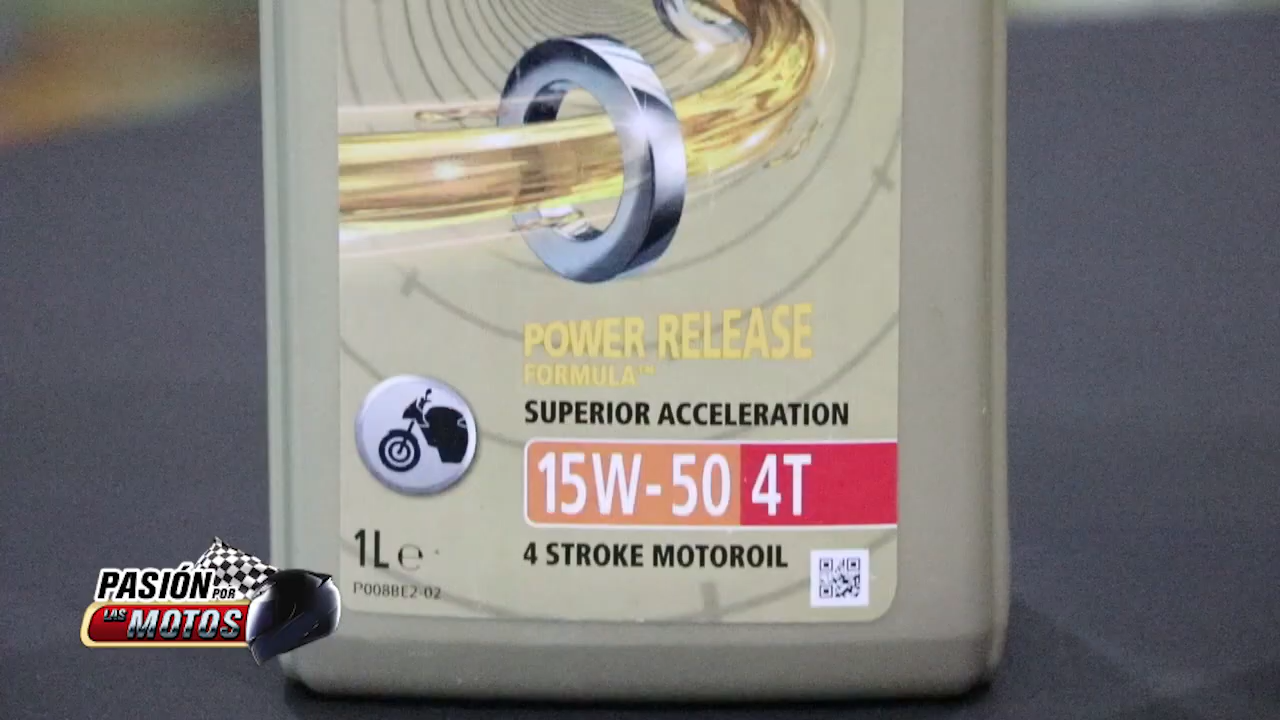 POWER RELEASE
FORMULA™
SUPERIOR ACCELERATION
15W-50 4T
4 STROKE MOTOROIL
1L ℮
P008BE2-02
PASIÓN POR
LAS MOTOS